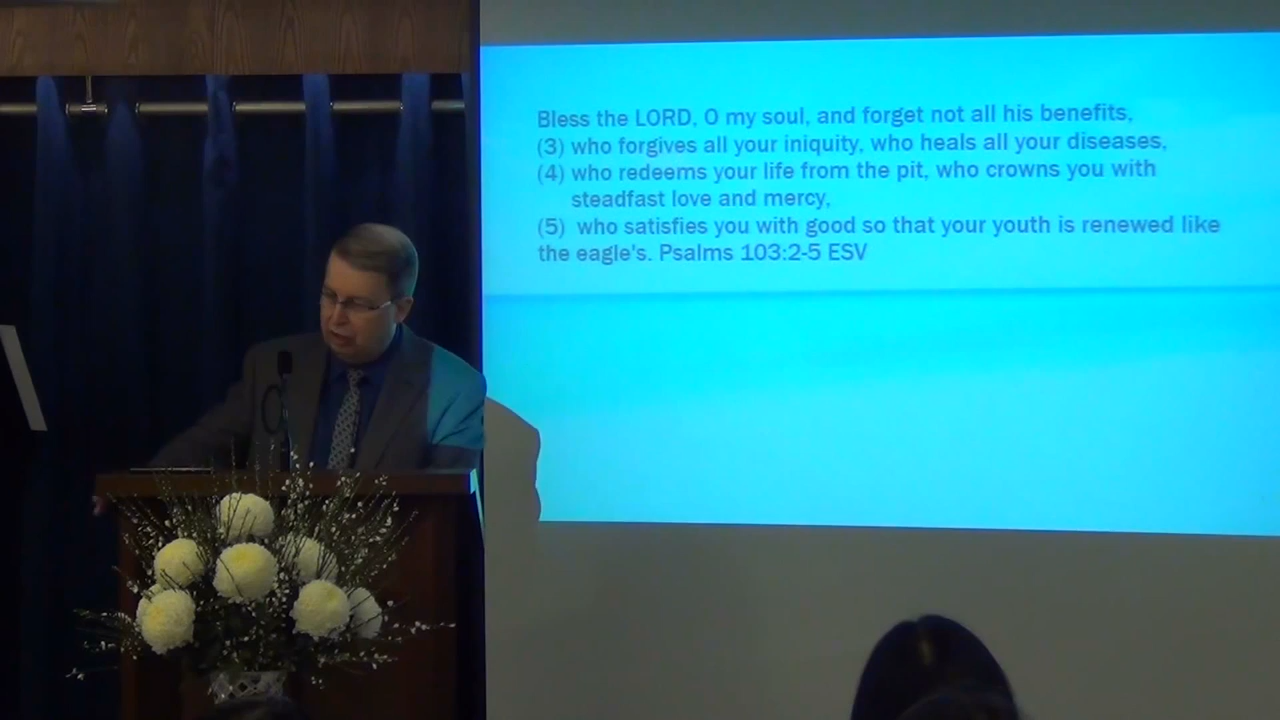 Bless the LORD, O my soul, and forget not all his benefits,
(3) who forgives all your iniquity, who heals all your diseases,
(4) who redeems your life from the pit, who crowns you with
steadfast love and mercy,
(5) who satisfies you with good so that your youth is renewed like
the eagle's. Psalms 103:2-5 ESV